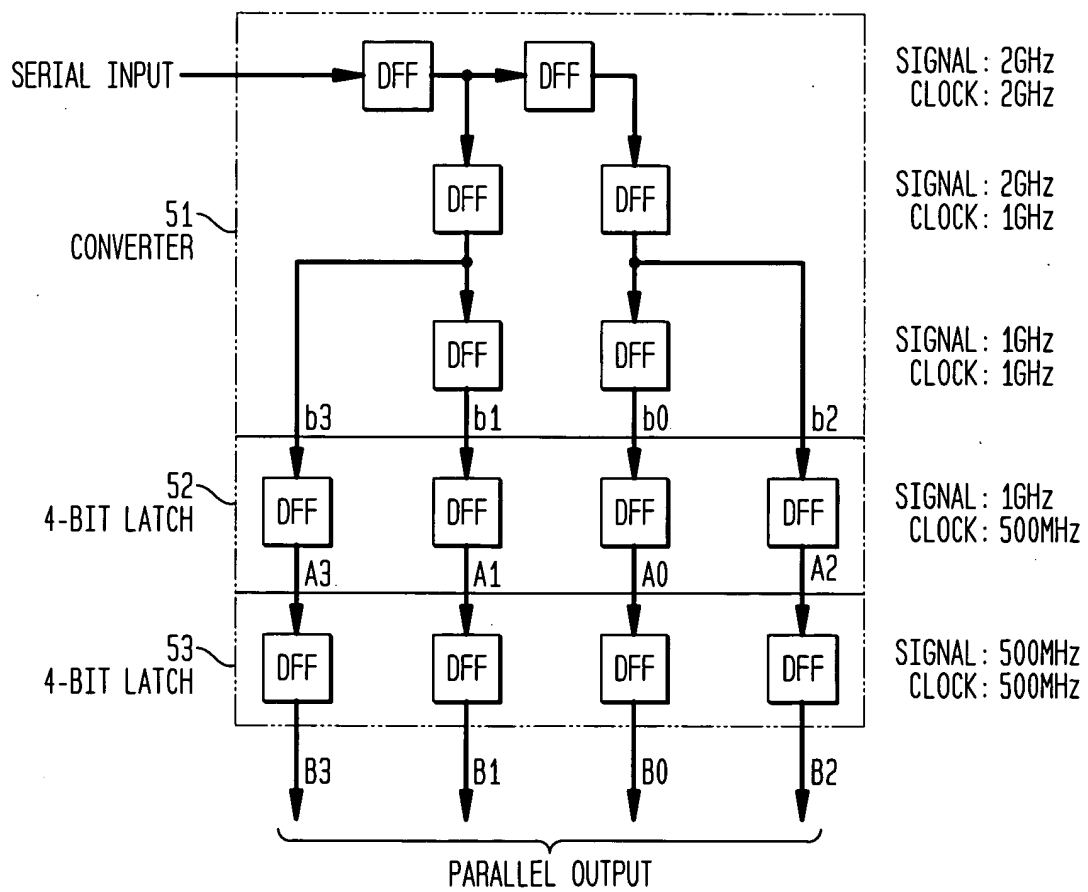 SERIAL INPUT
DFF
DFF
SIGNAL: 2GHz
CLOCK: 2GHz
DFF
DFF
SIGNAL: 2GHz
CLOCK: 1GHz
51
CONVERTER
DFF
DFF
SIGNAL: 1GHz
CLOCK: 1GHz
b3
b1
b0
b2
52
4-BIT LATCH
DFF
DFF
DFF
DFF
SIGNAL: 1GHz
CLOCK: 500MHz
A3
A1
A0
A2
53
4-BIT LATCH
DFF
DFF
DFF
DFF
SIGNAL: 500MHz
CLOCK: 500MHz
B3
B1
B0
B2
PARALLEL OUTPUT